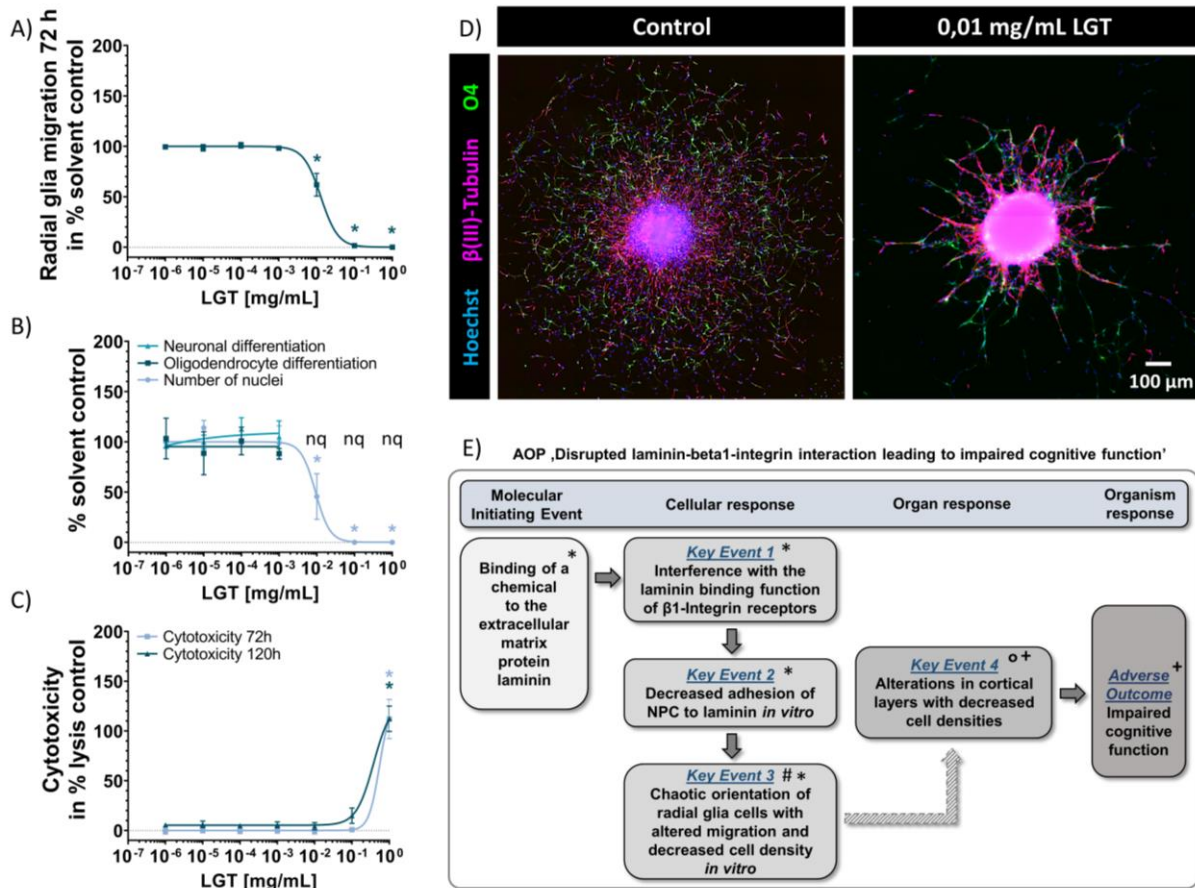 A)
Radial glia migration 72 h
in % solvent control
200
150
100
50
0
*
*
*
10-7 10-6 10-5 10-4 10-3 10-2 10-1 100
LGT [mg/mL]
B)
% solvent control
200
150
100
50
0
Neuronal differentiation
Oligodendrocyte differentiation
Number of nuclei
nq nq nq
*
*
*
10-7 10-6 10-5 10-4 10-3 10-2 10-1 100
LGT [mg/mL]
C)
Cytotoxicity
in % lysis control
200
150
100
50
0
Cytotoxicity 72h
Cytotoxicity 120h
*
*
10-7 10-6 10-5 10-4 10-3 10-2 10-1 100
LGT [mg/mL]
D)
Control
0,01 mg/mL LGT
Hoechst β(III)-Tubulin O4
100 µm
E)
AOP ‚Disrupted laminin-beta1-integrin interaction leading to impaired cognitive function'
Molecular
Initiating Event
Cellular response
Organ response
Organism
response
*
Binding of a
chemical
to the
extracellular
matrix
protein
laminin
Key Event 1 *
Interference with the
laminin binding function
of β1-Integrin receptors
Key Event 2 *
Decreased adhesion of
NPC to laminin in vitro
Key Event 3 # *
Chaotic orientation of
radial glia cells with
altered migration and
decreased cell density
in vitro
Key Event 4 o +
Alterations in cortical
layers with decreased
cell densities
Adverse +
Outcome
Impaired
cognitive
function